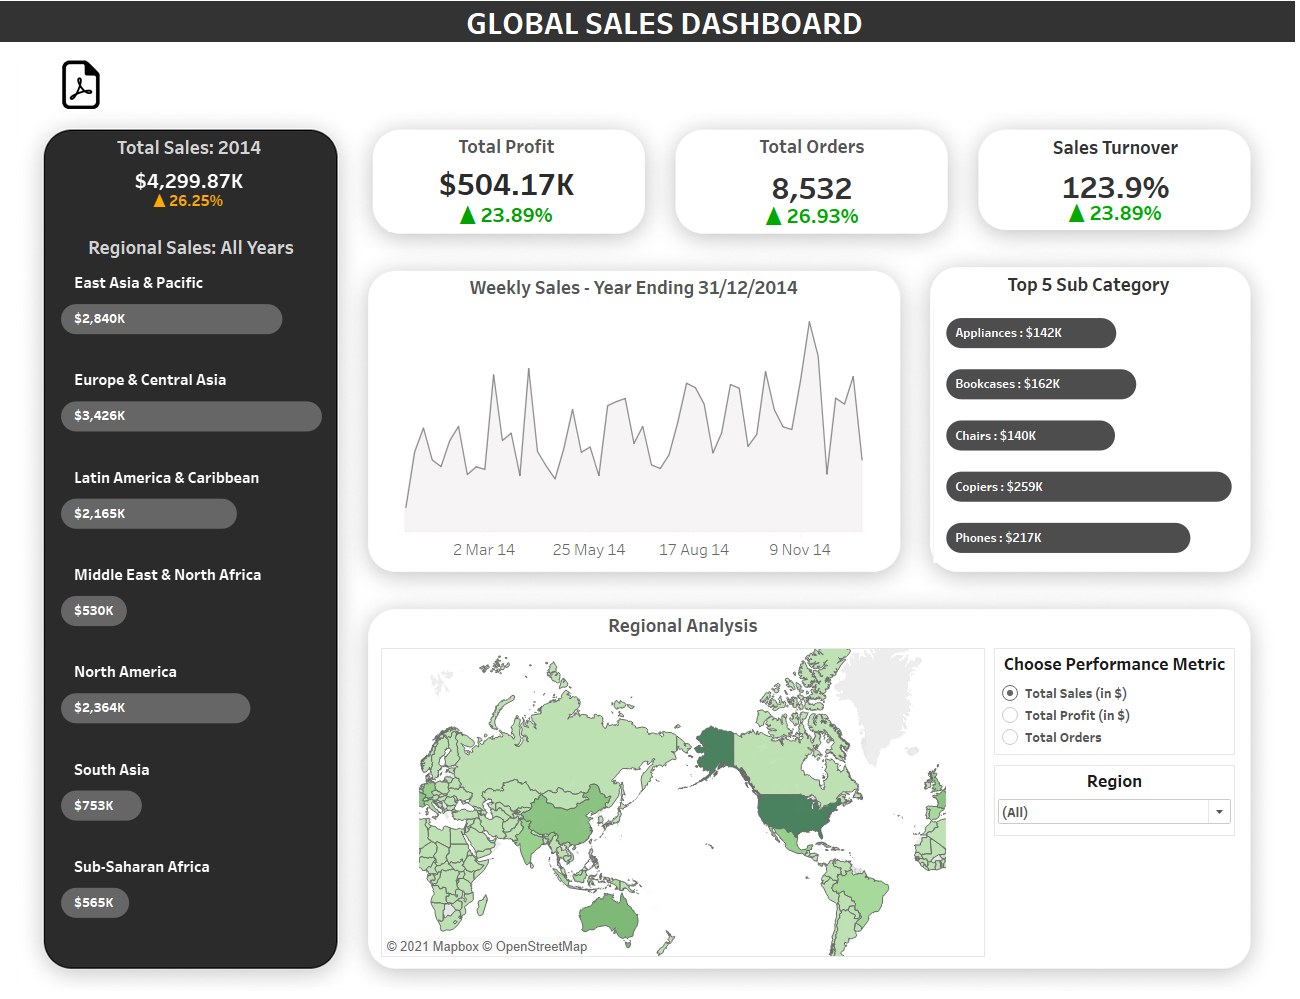 GLOBAL SALES DASHBOARD
Total Sales: 2014
$4,299.87K
▲ 26.25%
Regional Sales: All Years
East Asia & Pacific
$2,840K
Europe & Central Asia
$3,426K
Latin America & Caribbean
$2,165K
Middle East & North Africa
$530K
North America
$2,364K
South Asia
$753K
Sub-Saharan Africa
$565K
Total Profit
$504.17K
▲ 23.89%
Total Orders
8,532
▲ 26.93%
Sales Turnover
123.9%
▲ 23.89%
Weekly Sales - Year Ending 31/12/2014
2 Mar 14 25 May 14 17 Aug 14 9 Nov 14
Top 5 Sub Category
Appliances : $142K
Bookcases : $162K
Chairs : $140K
Copiers : $259K
Phones : $217K
Regional Analysis
© 2021 Mapbox © OpenStreetMap
Choose Performance Metric
Total Sales (in $)
Total Profit (in $)
Total Orders
Region
(All)